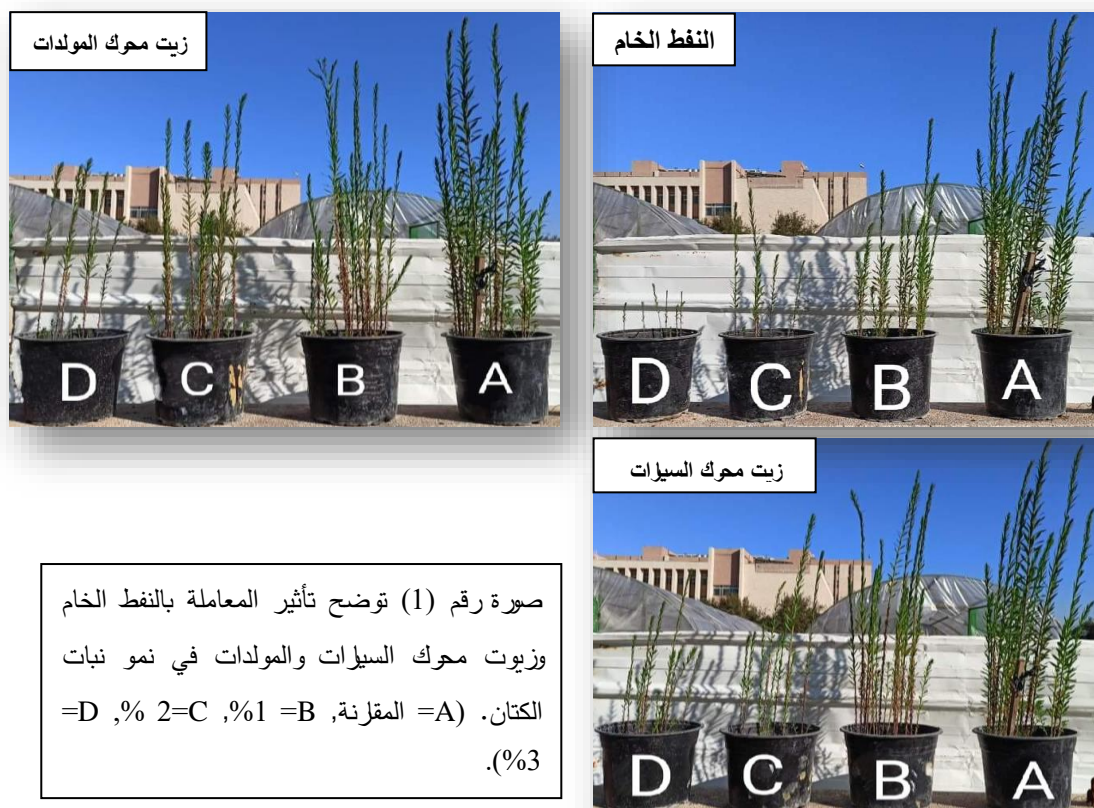 النفط الخام
A B C D
زيت محرك المولدات
A B C D
زيت محرك السيارات
A B C D
صورة رقم (1) توضح تأثير المعاملة بالنفط الخام
وزيوت محرك السيارات والمولدات في نمو نبات
الكتان. (A= المقارنة, B= 1%, C=2 %, D=
3%).